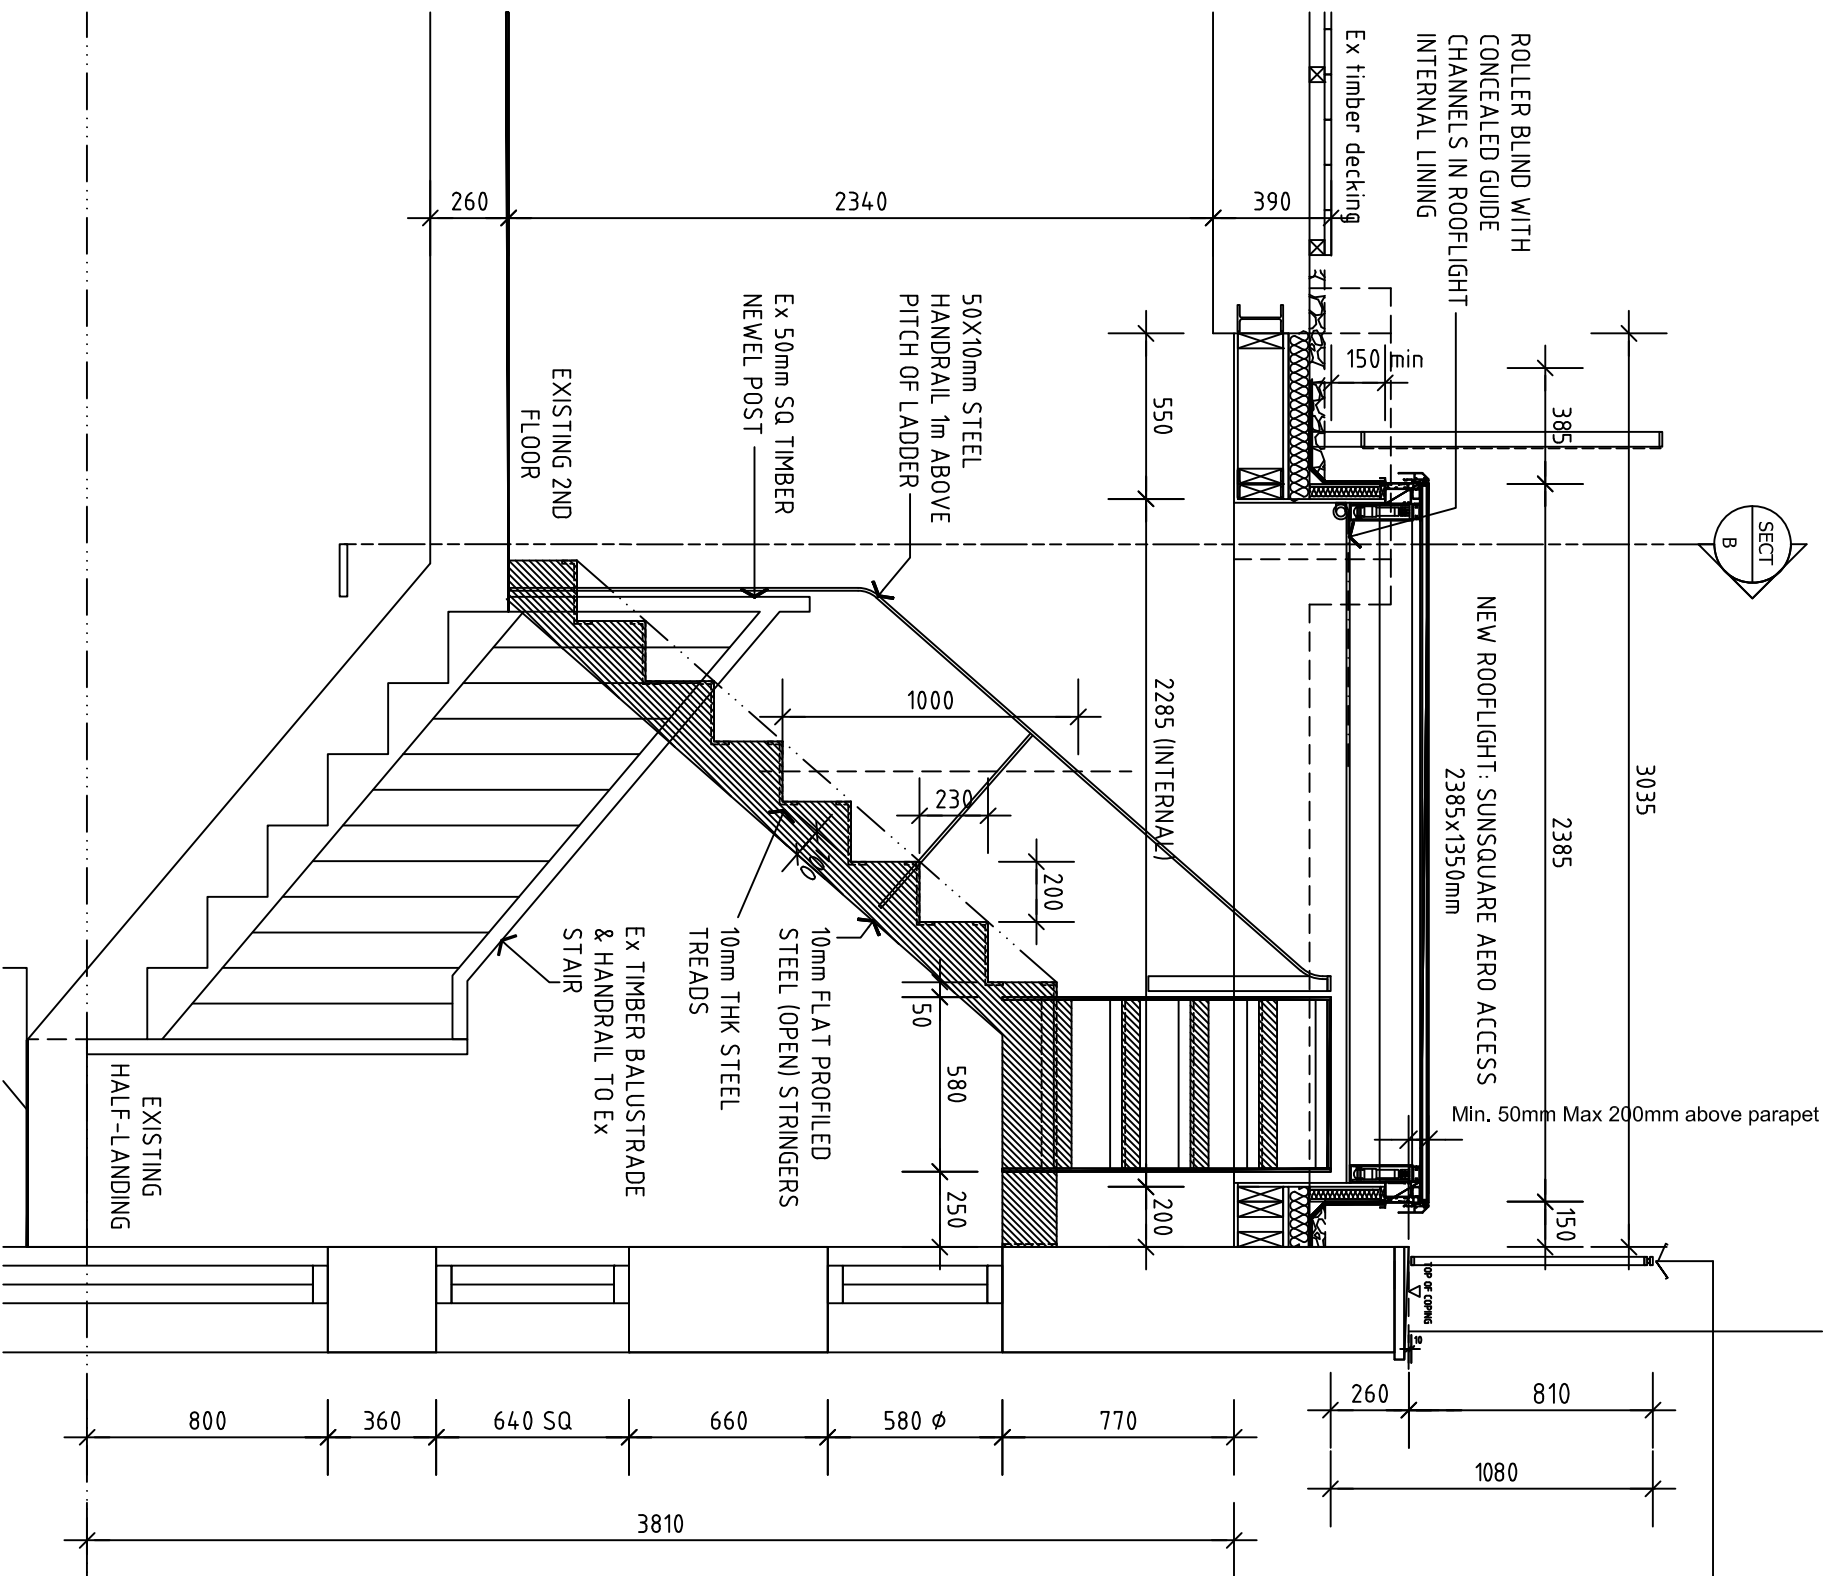 ROLLER BLIND WITH
CONCEALED GUIDE
CHANNELS IN ROOFLIGHT
INTERNAL LINING
Ex timber decking
260
2340
390
50X10mm STEEL
HANDRAIL 1m ABOVE
PITCH OF LADDER
Ex 50mm SQ TIMBER
NEWEL POST
EXISTING 2ND
FLOOR
150 min
550
385
SECT
B
NEW ROOFLIGHT: SUNSQUARE AERO ACCESS
2385x1350mm
3035
2385
2285 (INTERNAL)
1000
230
200
100
10mm FLAT PROFILED
STEEL (OPEN) STRINGERS
10mm THK STEEL
TREADS
Ex TIMBER BALUSTRADE
& HANDRAIL TO Ex
STAIR
50
580
250
200
150
Min. 50mm Max 200mm above parapet
EXISTING
HALF-LANDING
TOP OF COPING
10
260
810
1080
800
360
640 SQ
660
580 Ø
770
3810